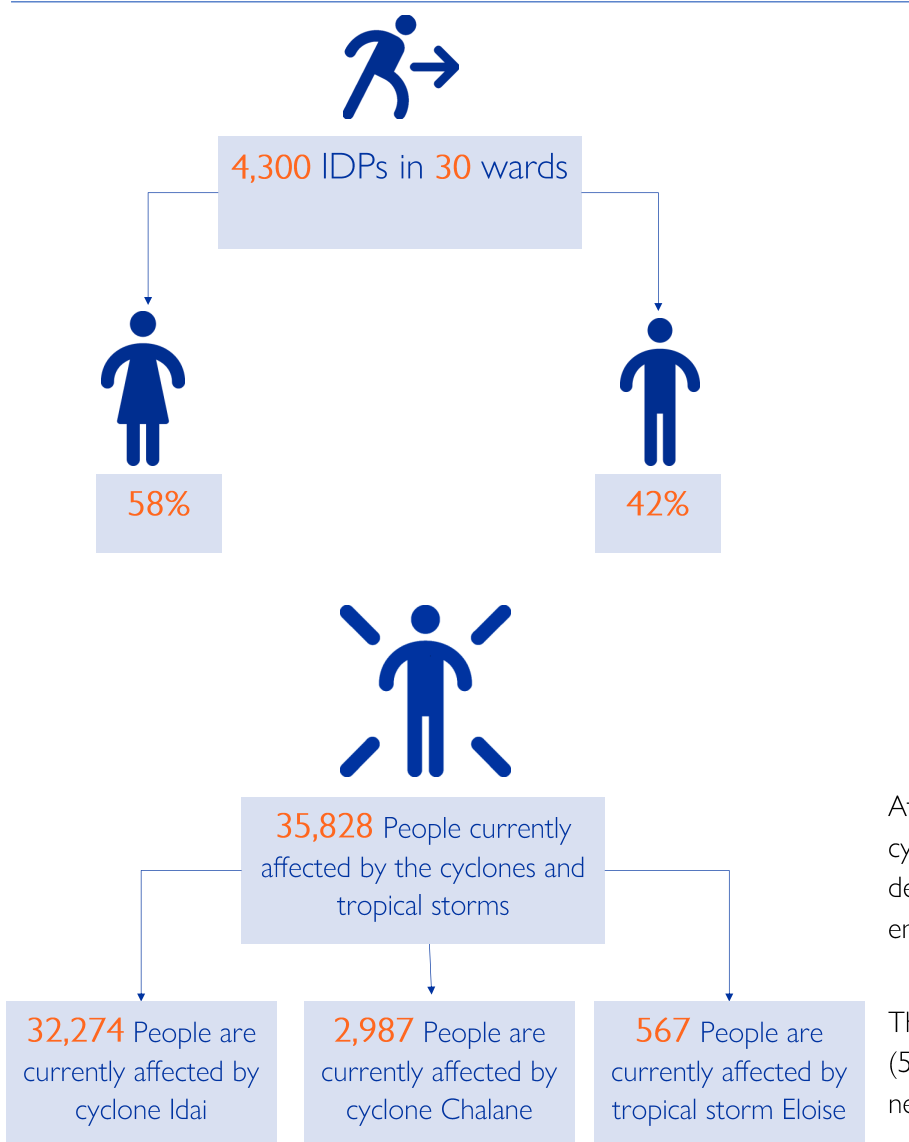 4,300 IDPs in 30 wards
58%
42%
35,828 People currently
affected by the cyclones and
tropical storms
32,274 People are
currently affected by
cyclone Idai
2,987 People are
currently affected by
cyclone Chalane
567 People are
currently affected by
tropical storm Eloise